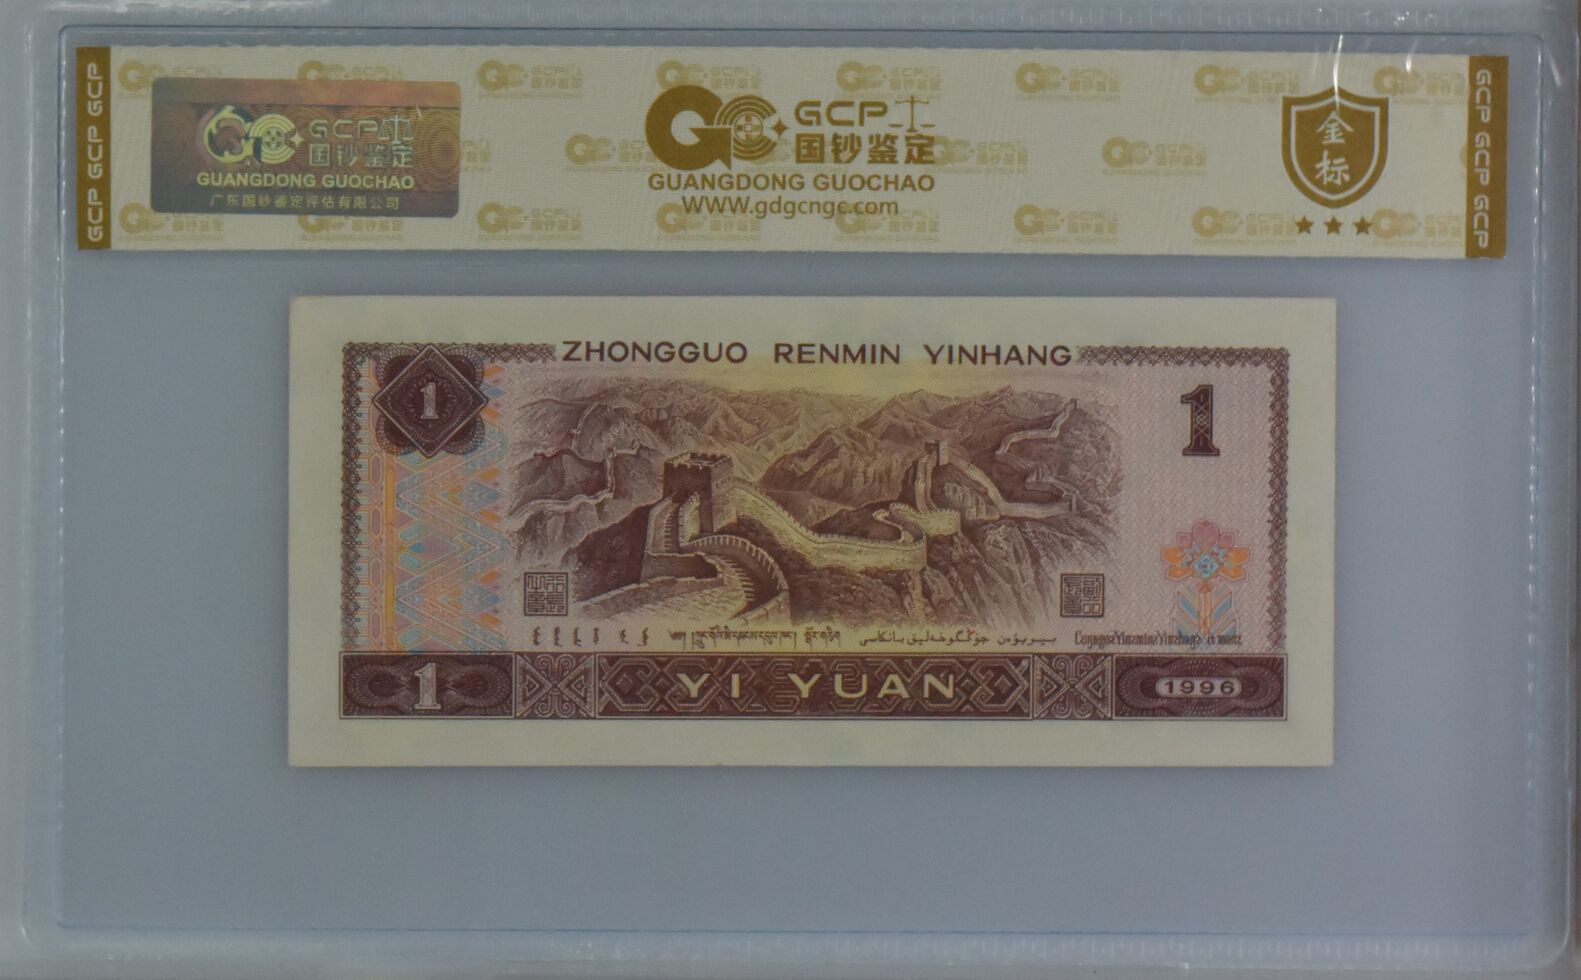 GCP GCP GCP
GCP
国钞鉴定
GUANGDONG GUOCHAO
广东国钞鉴定评估有限公司
GCP
国钞鉴定
GUANGDONG GUOCHAO
WWW.gdgcngc.com
金标
GCP GCP GCP
ZHONGGUO RENMIN YINHANG
1
1
1
YI YUAN
1996